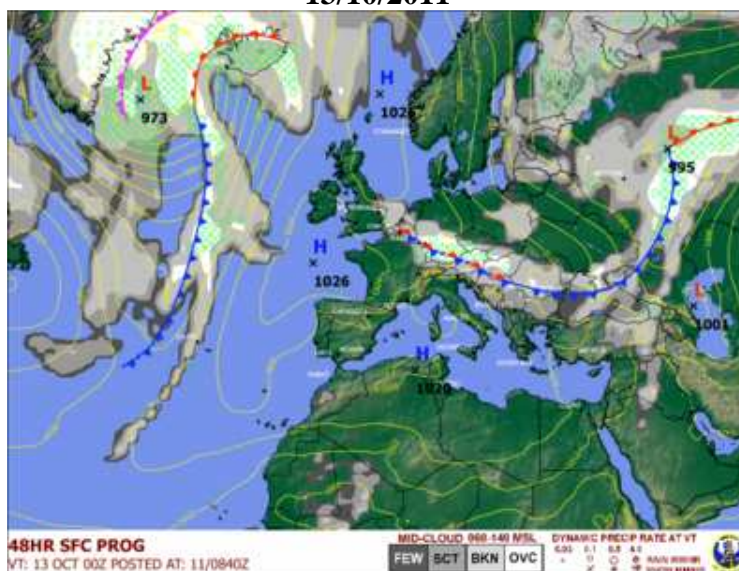 13/10/2011
L
973
H
1026
L
995
H
1026
L
1001
H
1020
48HR SFC PROG
VT: 13 OCT 00Z POSTED AT: 11/0840Z
MID-CLOUD 060-140 MSL
FEW SCT BKN OVC
DYNAMIC PRECIP RATE AT VT